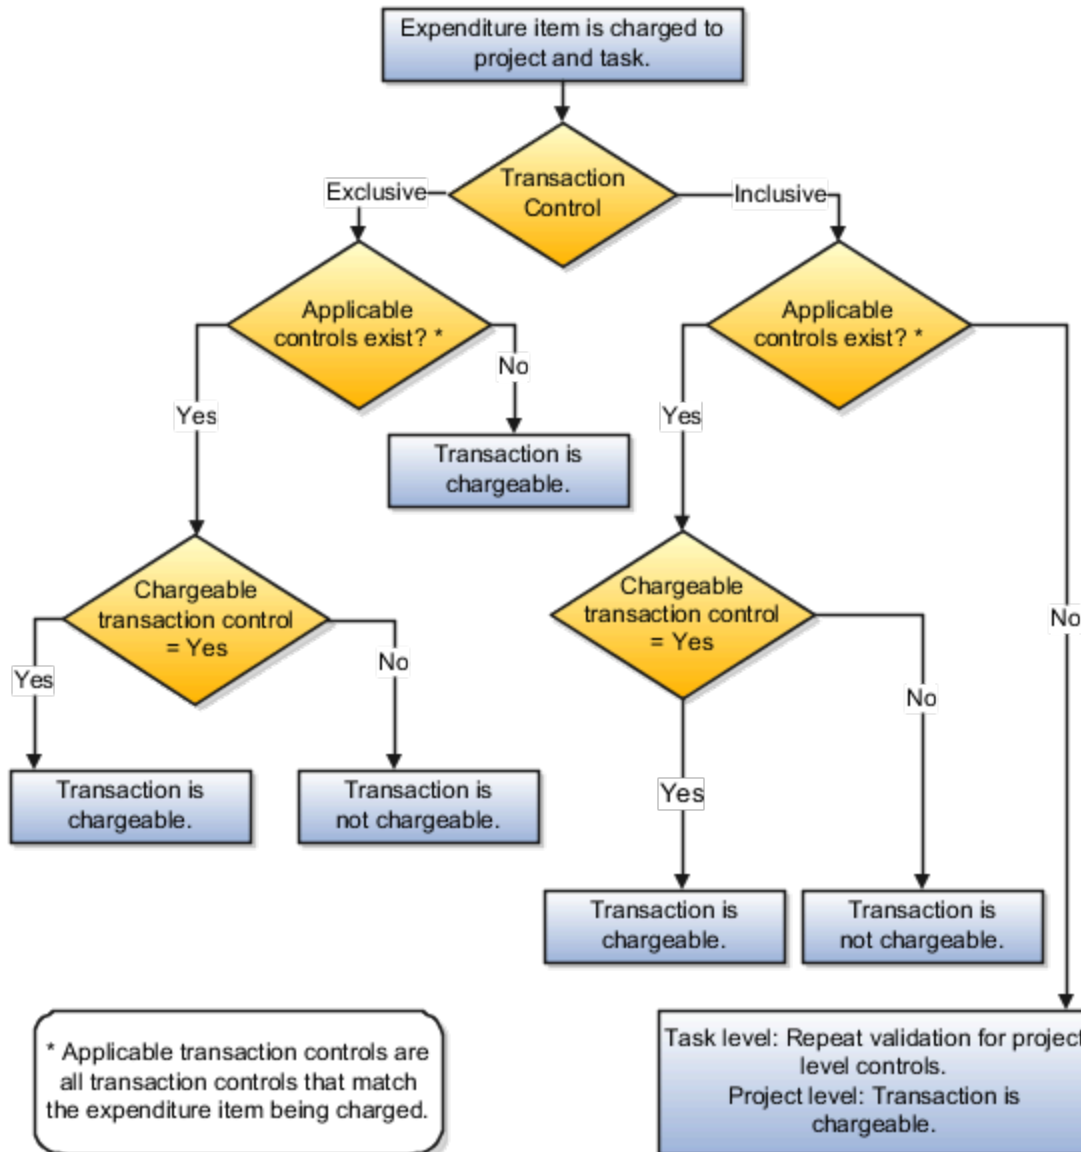 Expenditure item is charged to
project and task.
Transaction
Control
Exclusive
Inclusive
Applicable
controls exist? *
Applicable
controls exist? *
No
Yes
Yes
Transaction is
chargeable.
Chargeable
transaction control
= Yes
Chargeable
transaction control
= Yes
No
Yes
No
No
Transaction is
chargeable.
Transaction is
not chargeable.
Yes
Transaction is
chargeable.
Transaction is
not chargeable.
* Applicable transaction controls are
all transaction controls that match
the expenditure item being charged.
Task level: Repeat validation for project
level controls.
Project level: Transaction is
chargeable.